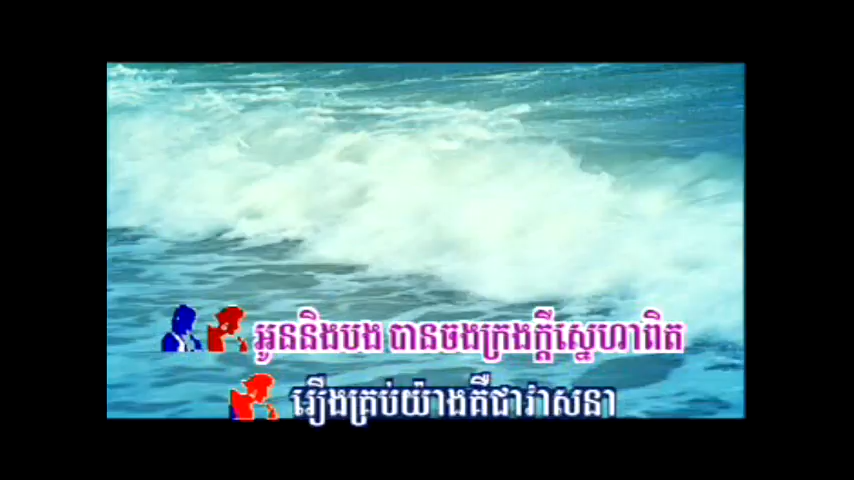 អូននិងបង បានចងក្រងក្ដីស្នេហាពិត
រឿងគ្រប់យ៉ាងគឺជាវាសនា